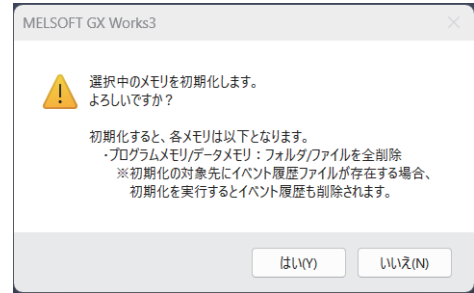 MELSOFT GX Works3
選択中のメモリを初期化します。
よろしいですか？
初期化すると、各メモリは以下となります。
・プログラムメモリ/データメモリ：フォルダ/ファイルを全削除
※初期化の対象先にイベント履歴ファイルが存在する場合、
初期化を実行するとイベント履歴も削除されます。
はい(Y)
いいえ(N)